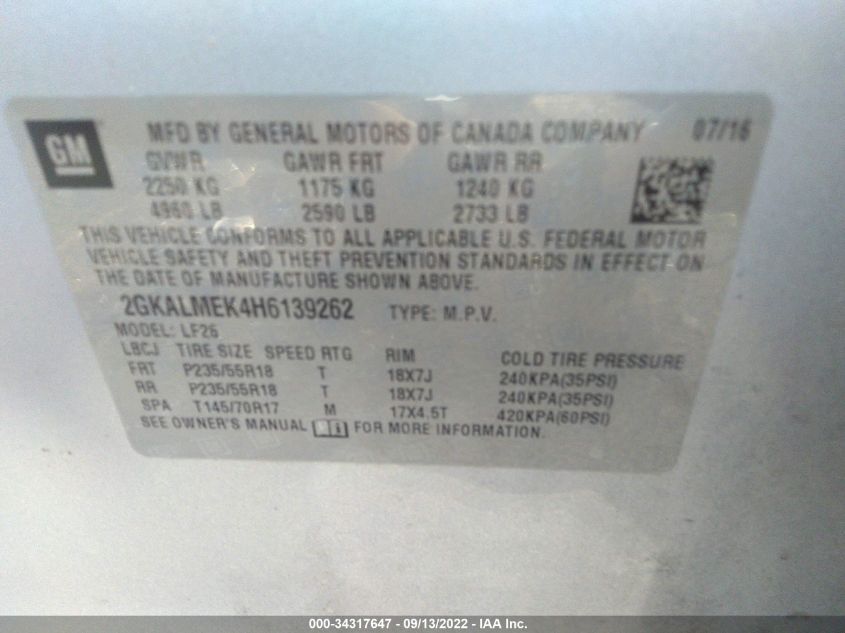 GM
MFD BY GENERAL MOTORS OF CANADA COMPANY 07/16
GVWR GAWR FRT GAWR RR
2250 KG 1175 KG 1240 KG
4960 LB 2590 LB 2733 LB
THIS VEHICLE CONFORMS TO ALL APPLICABLE U.S. FEDERAL MOTOR
VEHICLE SAFETY AND THEFT PREVENTION STANDARDS IN EFFECT ON
THE DATE OF MANUFACTURE SHOWN ABOVE.
2GKALMEK4H6139262 TYPE: M.P.V.
MODEL: LF26
LBCJ TIRE SIZE SPEED RTG RIM COLD TIRE PRESSURE
FRT P235/55R18 T 18X7J 240KPA(35PSI)
RR P235/55R18 T 18X7J 240KPA(35PSI)
SPA T145/70R17 M 17X4.5T 420KPA(60PSI)
SEE OWNER'S MANUAL FOR MORE INFORMATION.
000-34317647 - 09/13/2022 - IAA Inc.